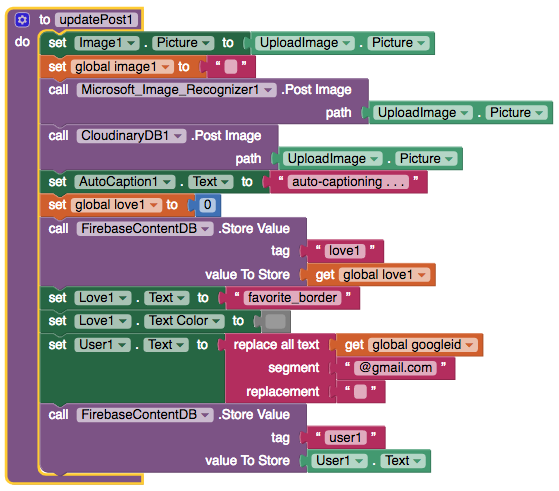 to updatePost1
do set Image1 . Picture to UploadImage . Picture
set global image1 to “ ”
call Microsoft_Image_Recognizer1 .Post Image
path UploadImage . Picture
call CloudinaryDB1 .Post Image
path UploadImage . Picture
set AutoCaption1 . Text to “ auto-captioning . . . ”
set global love1 to 0
call FirebaseContentDB .Store Value
tag “ love1 ”
value To Store get global love1
set Love1 . Text to “ favorite_border ”
set Love1 . Text Color to
set User1 . Text to replace all text get global googleid
segment “ @gmail.com ”
replacement “ ”
call FirebaseContentDB .Store Value
tag “ user1 ”
value To Store User1 . Text